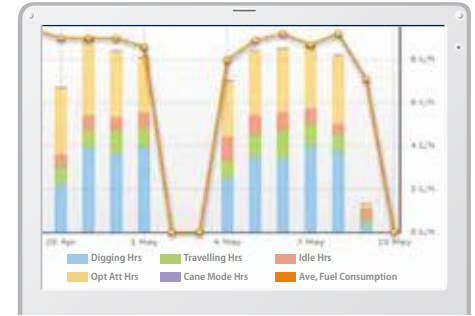 8 L/h
6 L/h
4 L/h
2 L/h
0 L/h
28 Apr 1 May 4 May 7 May 10 May
Digging Hrs Travelling Hrs Idle Hrs
Opt Att Hrs Cane Mode Hrs Ave, Fuel Consumption